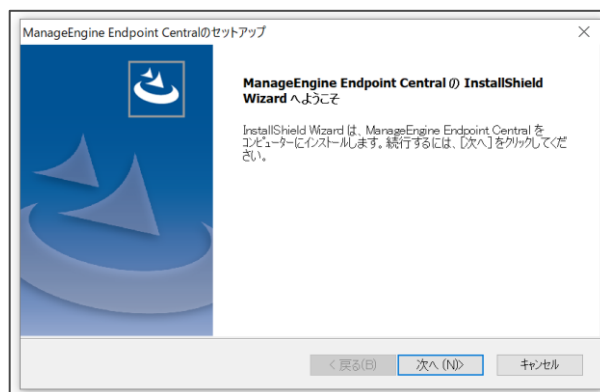 ManageEngine Endpoint Centralのセットアップ
ManageEngine Endpoint Central の InstallShield
Wizard へようこそ
InstallShield Wizard は、ManageEngine Endpoint Central を
コンピューターにインストールします。続行するには、[次へ] をクリックしてくだ
さい。
< 戻る(B)
次へ (N)>
キャンセル